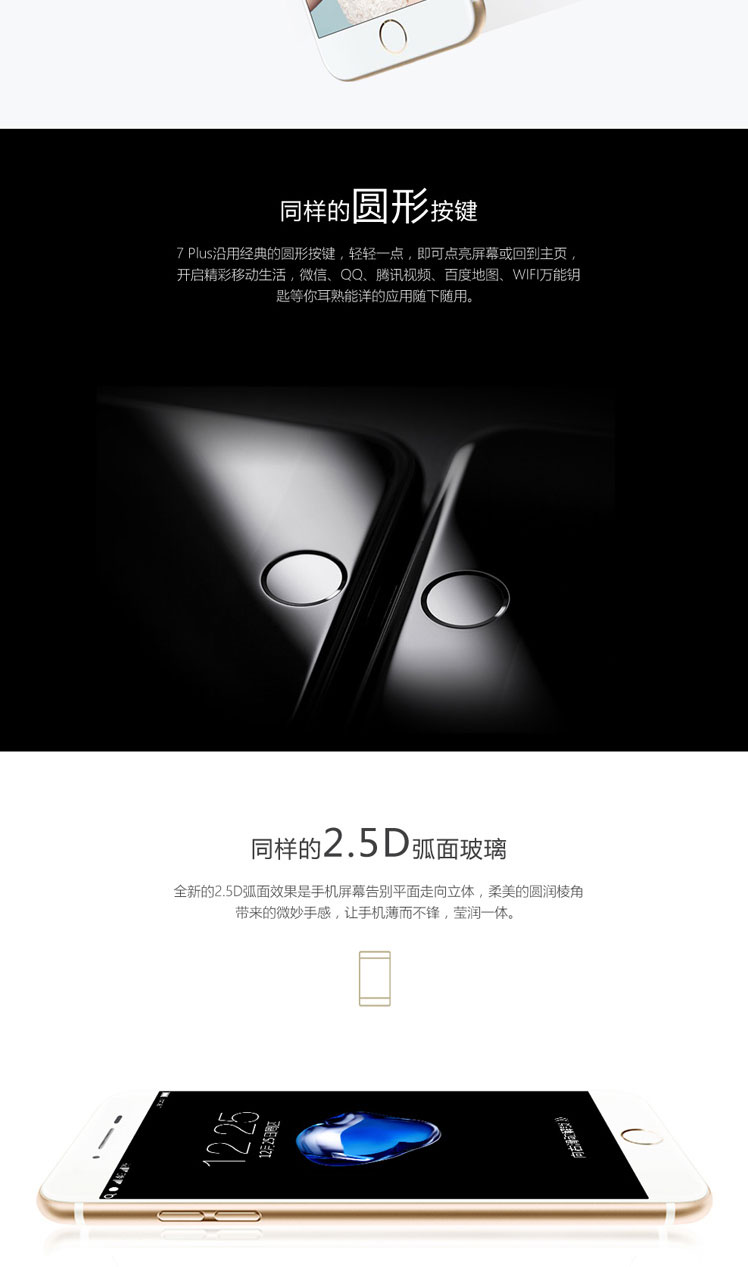 同样的圆形按键
7 Plus沿用经典的圆形按键，轻轻一点，即可点亮屏幕或回到主页，
开启精彩移动生活，微信、QQ、腾讯视频、百度地图、WIFI万能钥
匙等你耳熟能详的应用随下随用。
同样的2.5D弧面玻璃
全新的2.5D弧面效果是手机屏幕告别平面走向立体，柔美的圆润棱角
带来的微妙手感，让手机薄而不锋，莹润一体。
12:25
12月25日